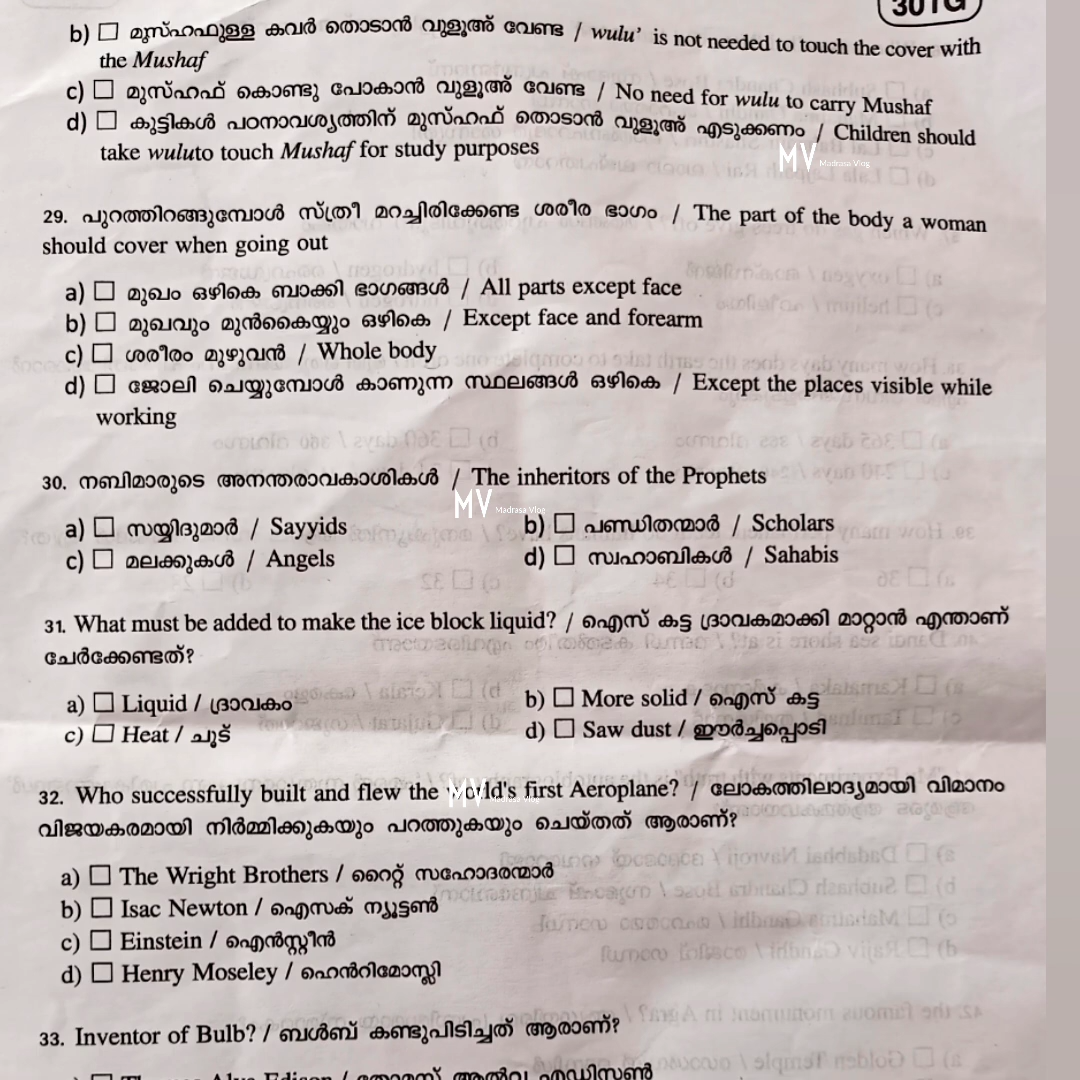 301G
b) ☐ മുസ്ഹഫുള്ള കവർ തൊടാൻ വുളൂഅ് വേണ്ട / wulu' is not needed to touch the cover with
the Mushaf
c) ☐ മുസ്ഹഫ് കൊണ്ടു പോകാൻ വുളൂഅ് വേണ്ട / No need for wulu to carry Mushaf
d) ☐ കുട്ടികൾ പഠനാവശ്യത്തിന് മുസ്ഹഫ് തൊടാൻ വുളൂഅ് എടുക്കണം / Children should
take wuluto touch Mushaf for study purposes
MV Madrasa Vlog
29. പുറത്തിറങ്ങുമ്പോൾ സ്ത്രീ മറച്ചിരിക്കേണ്ട ശരീര ഭാഗം / The part of the body a woman
should cover when going out
a) ☐ മുഖം ഒഴികെ ബാക്കി ഭാഗങ്ങൾ / All parts except face
b) ☐ മുഖവും മുൻകൈയ്യും ഒഴികെ / Except face and forearm
c) ☐ ശരീരം മുഴുവൻ / Whole body
d) ☐ ജോലി ചെയ്യുമ്പോൾ കാണുന്ന സ്ഥലങ്ങൾ ഒഴികെ / Except the places visible while
working
30. നബിമാരുടെ അനന്തരാവകാശികൾ / The inheritors of the Prophets
MV Madrasa Vlog
a) ☐ സയ്യിദുമാർ / Sayyids b) ☐ പണ്ഡിതന്മാർ / Scholars
c) ☐ മലക്കുകൾ / Angels d) ☐ സ്വഹാബികൾ / Sahabis
31. What must be added to make the ice block liquid? / ഐസ് കട്ട ദ്രാവകമാക്കി മാറ്റാൻ എന്താണ്
ചേർക്കേണ്ടത്?
a) ☐ Liquid / ദ്രാവകം b) ☐ More solid / ഐസ് കട്ട
c) ☐ Heat / ചൂട് d) ☐ Saw dust / ഈർച്ചപ്പൊടി
32. Who successfully built and flew the world's first Aeroplane? / ലോകത്തിലാദ്യമായി വിമാനം
വിജയകരമായി നിർമ്മിക്കുകയും പറത്തുകയും ചെയ്തത് ആരാണ്?
MV Madrasa Vlog
a) ☐ The Wright Brothers / റൈറ്റ് സഹോദരന്മാർ
b) ☐ Isac Newton / ഐസക് ന്യൂട്ടൺ
c) ☐ Einstein / ഐൻസ്റ്റീൻ
d) ☐ Henry Moseley / ഹെൻറിമോസ്ലി
33. Inventor of Bulb? / ബൾബ് കണ്ടുപിടിച്ചത് ആരാണ്?